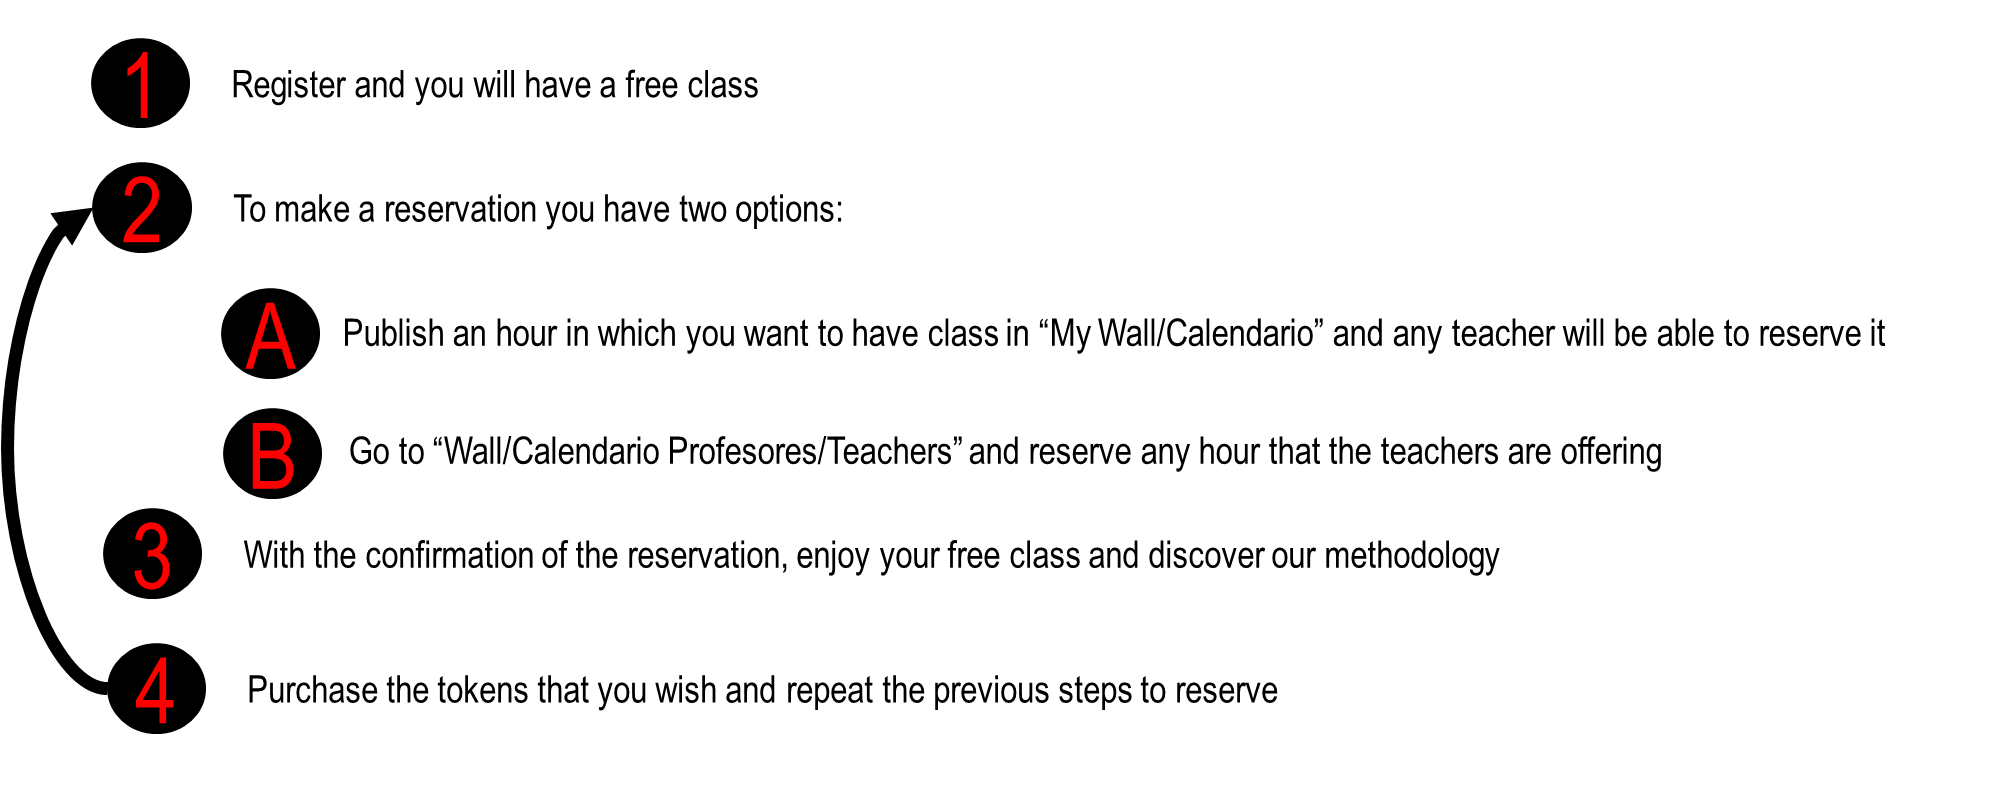 1 Register and you will have a free class
2 To make a reservation you have two options:
A Publish an hour in which you want to have class in “My Wall/Calendario” and any teacher will be able to reserve it
B Go to “Wall/Calendario Profesores/Teachers” and reserve any hour that the teachers are offering
3 With the confirmation of the reservation, enjoy your free class and discover our methodology
4 Purchase the tokens that you wish and repeat the previous steps to reserve